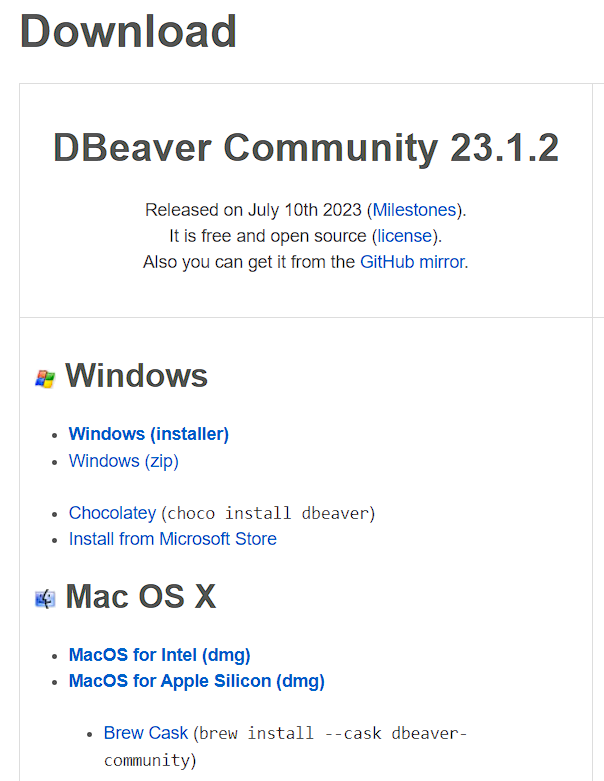 Download
DBeaver Community 23.1.2
Released on July 10th 2023 (Milestones).
It is free and open source (license).
Also you can get it from the GitHub mirror.
Windows
Windows (installer)
Windows (zip)
Chocolatey (choco install dbeaver)
Install from Microsoft Store
Mac OS X
MacOS for Intel (dmg)
MacOS for Apple Silicon (dmg)
Brew Cask (brew install --cask dbeaver-
community)